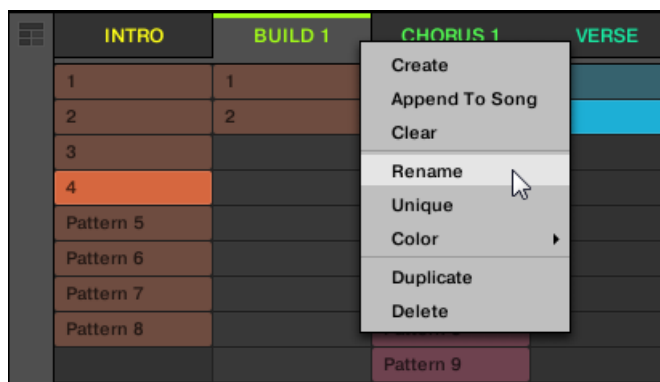 INTRO BUILD 1 CHORUS 1 VERSE
1 1
2 2
3
4
Pattern 5
Pattern 6
Pattern 7
Pattern 8
Pattern 9
Create
Append To Song
Clear
Rename
Unique
Color
Duplicate
Delete